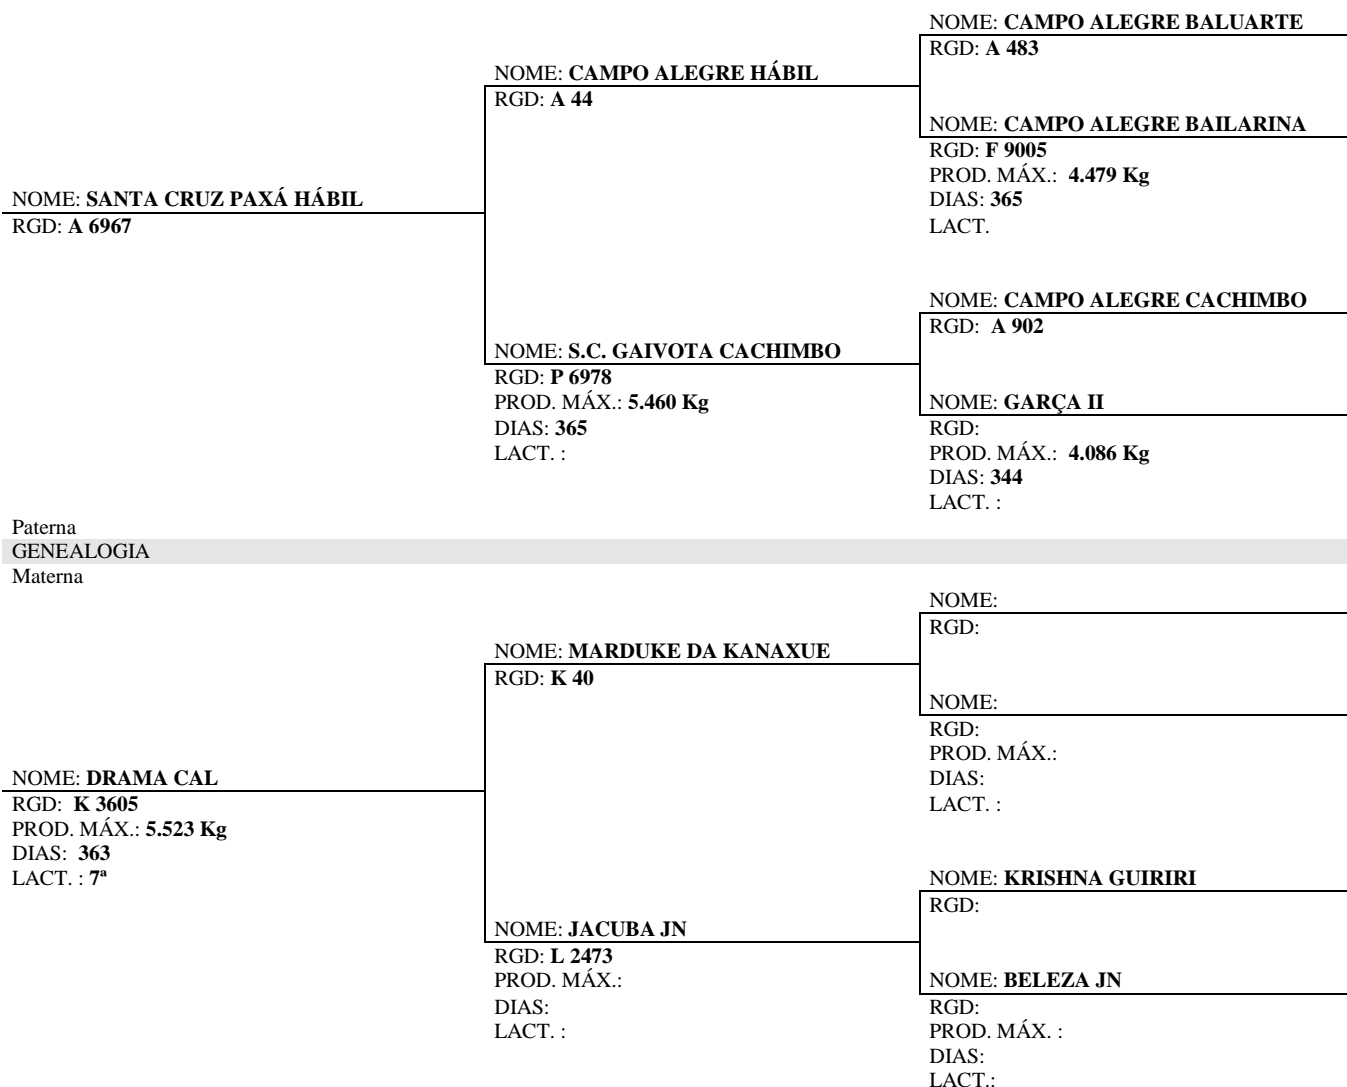 NOME: CAMPO ALEGRE BALUARTE
RGD: A 483
NOME: CAMPO ALEGRE HÁBIL
RGD: A 44
NOME: CAMPO ALEGRE BAILARINA
RGD: F 9005
PROD. MÁX.: 4.479 Kg
DIAS: 365
LACT.
NOME: SANTA CRUZ PAXÁ HÁBIL
RGD: A 6967
NOME: CAMPO ALEGRE CACHIMBO
RGD: A 902
NOME: S.C. GAIVOTA CACHIMBO
RGD: P 6978
PROD. MÁX.: 5.460 Kg
DIAS: 365
LACT. :
NOME: GARÇA II
RGD:
PROD. MÁX.: 4.086 Kg
DIAS: 344
LACT. :
Paterna
GENEALOGIA
Materna
NOME:
RGD:
NOME: MARDUKE DA KANAXUE
RGD: K 40
NOME:
RGD:
PROD. MÁX.:
DIAS:
LACT. :
NOME: DRAMA CAL
RGD: K 3605
PROD. MÁX.: 5.523 Kg
DIAS: 363
LACT. : 7ª
NOME: KRISHNA GUIRIRI
RGD:
NOME: JACUBA JN
RGD: L 2473
PROD. MÁX.:
DIAS:
LACT. :
NOME: BELEZA JN
RGD:
PROD. MÁX. :
DIAS:
LACT.: